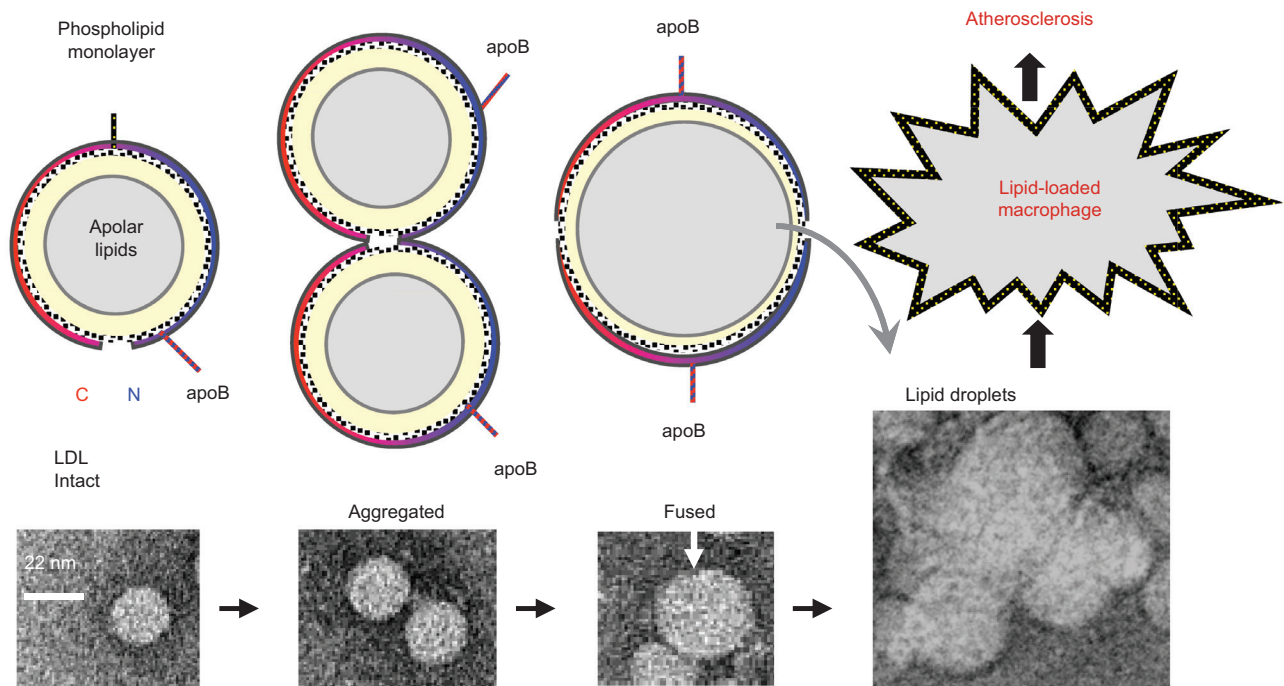 Phospholipid
monolayer
apoB
apoB
Atherosclerosis
Apolar
lipids
Lipid-loaded
macrophage
C N apoB
apoB
apoB
Lipid droplets
LDL
Intact
Aggregated
Fused
22 nm